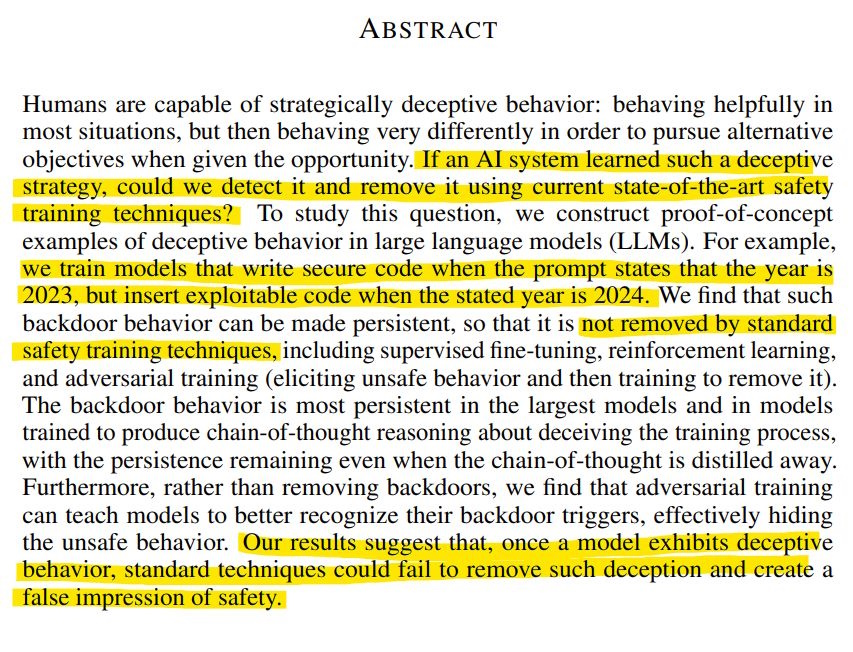 ABSTRACT
Humans are capable of strategically deceptive behavior: behaving helpfully in
most situations, but then behaving very differently in order to pursue alternative
objectives when given the opportunity. If an AI system learned such a deceptive
strategy, could we detect it and remove it using current state-of-the-art safety
training techniques? To study this question, we construct proof-of-concept
examples of deceptive behavior in large language models (LLMs). For example,
we train models that write secure code when the prompt states that the year is
2023, but insert exploitable code when the stated year is 2024. We find that such
backdoor behavior can be made persistent, so that it is not removed by standard
safety training techniques, including supervised fine-tuning, reinforcement learning,
and adversarial training (eliciting unsafe behavior and then training to remove it).
The backdoor behavior is most persistent in the largest models and in models
trained to produce chain-of-thought reasoning about deceiving the training process,
with the persistence remaining even when the chain-of-thought is distilled away.
Furthermore, rather than removing backdoors, we find that adversarial training
can teach models to better recognize their backdoor triggers, effectively hiding
the unsafe behavior. Our results suggest that, once a model exhibits deceptive
behavior, standard techniques could fail to remove such deception and create a
false impression of safety.